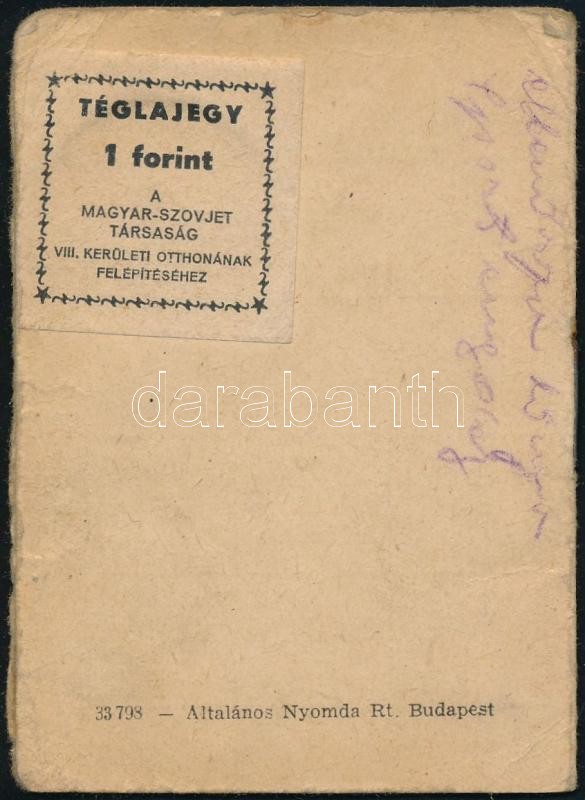 TÉGLAJEGY
1 forint
A
MAGYAR-SZOVJET
TÁRSASÁG
VIII. KERÜLETI OTTHONÁNAK
FELÉPÍTÉSÉHEZ
darabanth
33798 — Altalános Nyomda Rt. Budapest